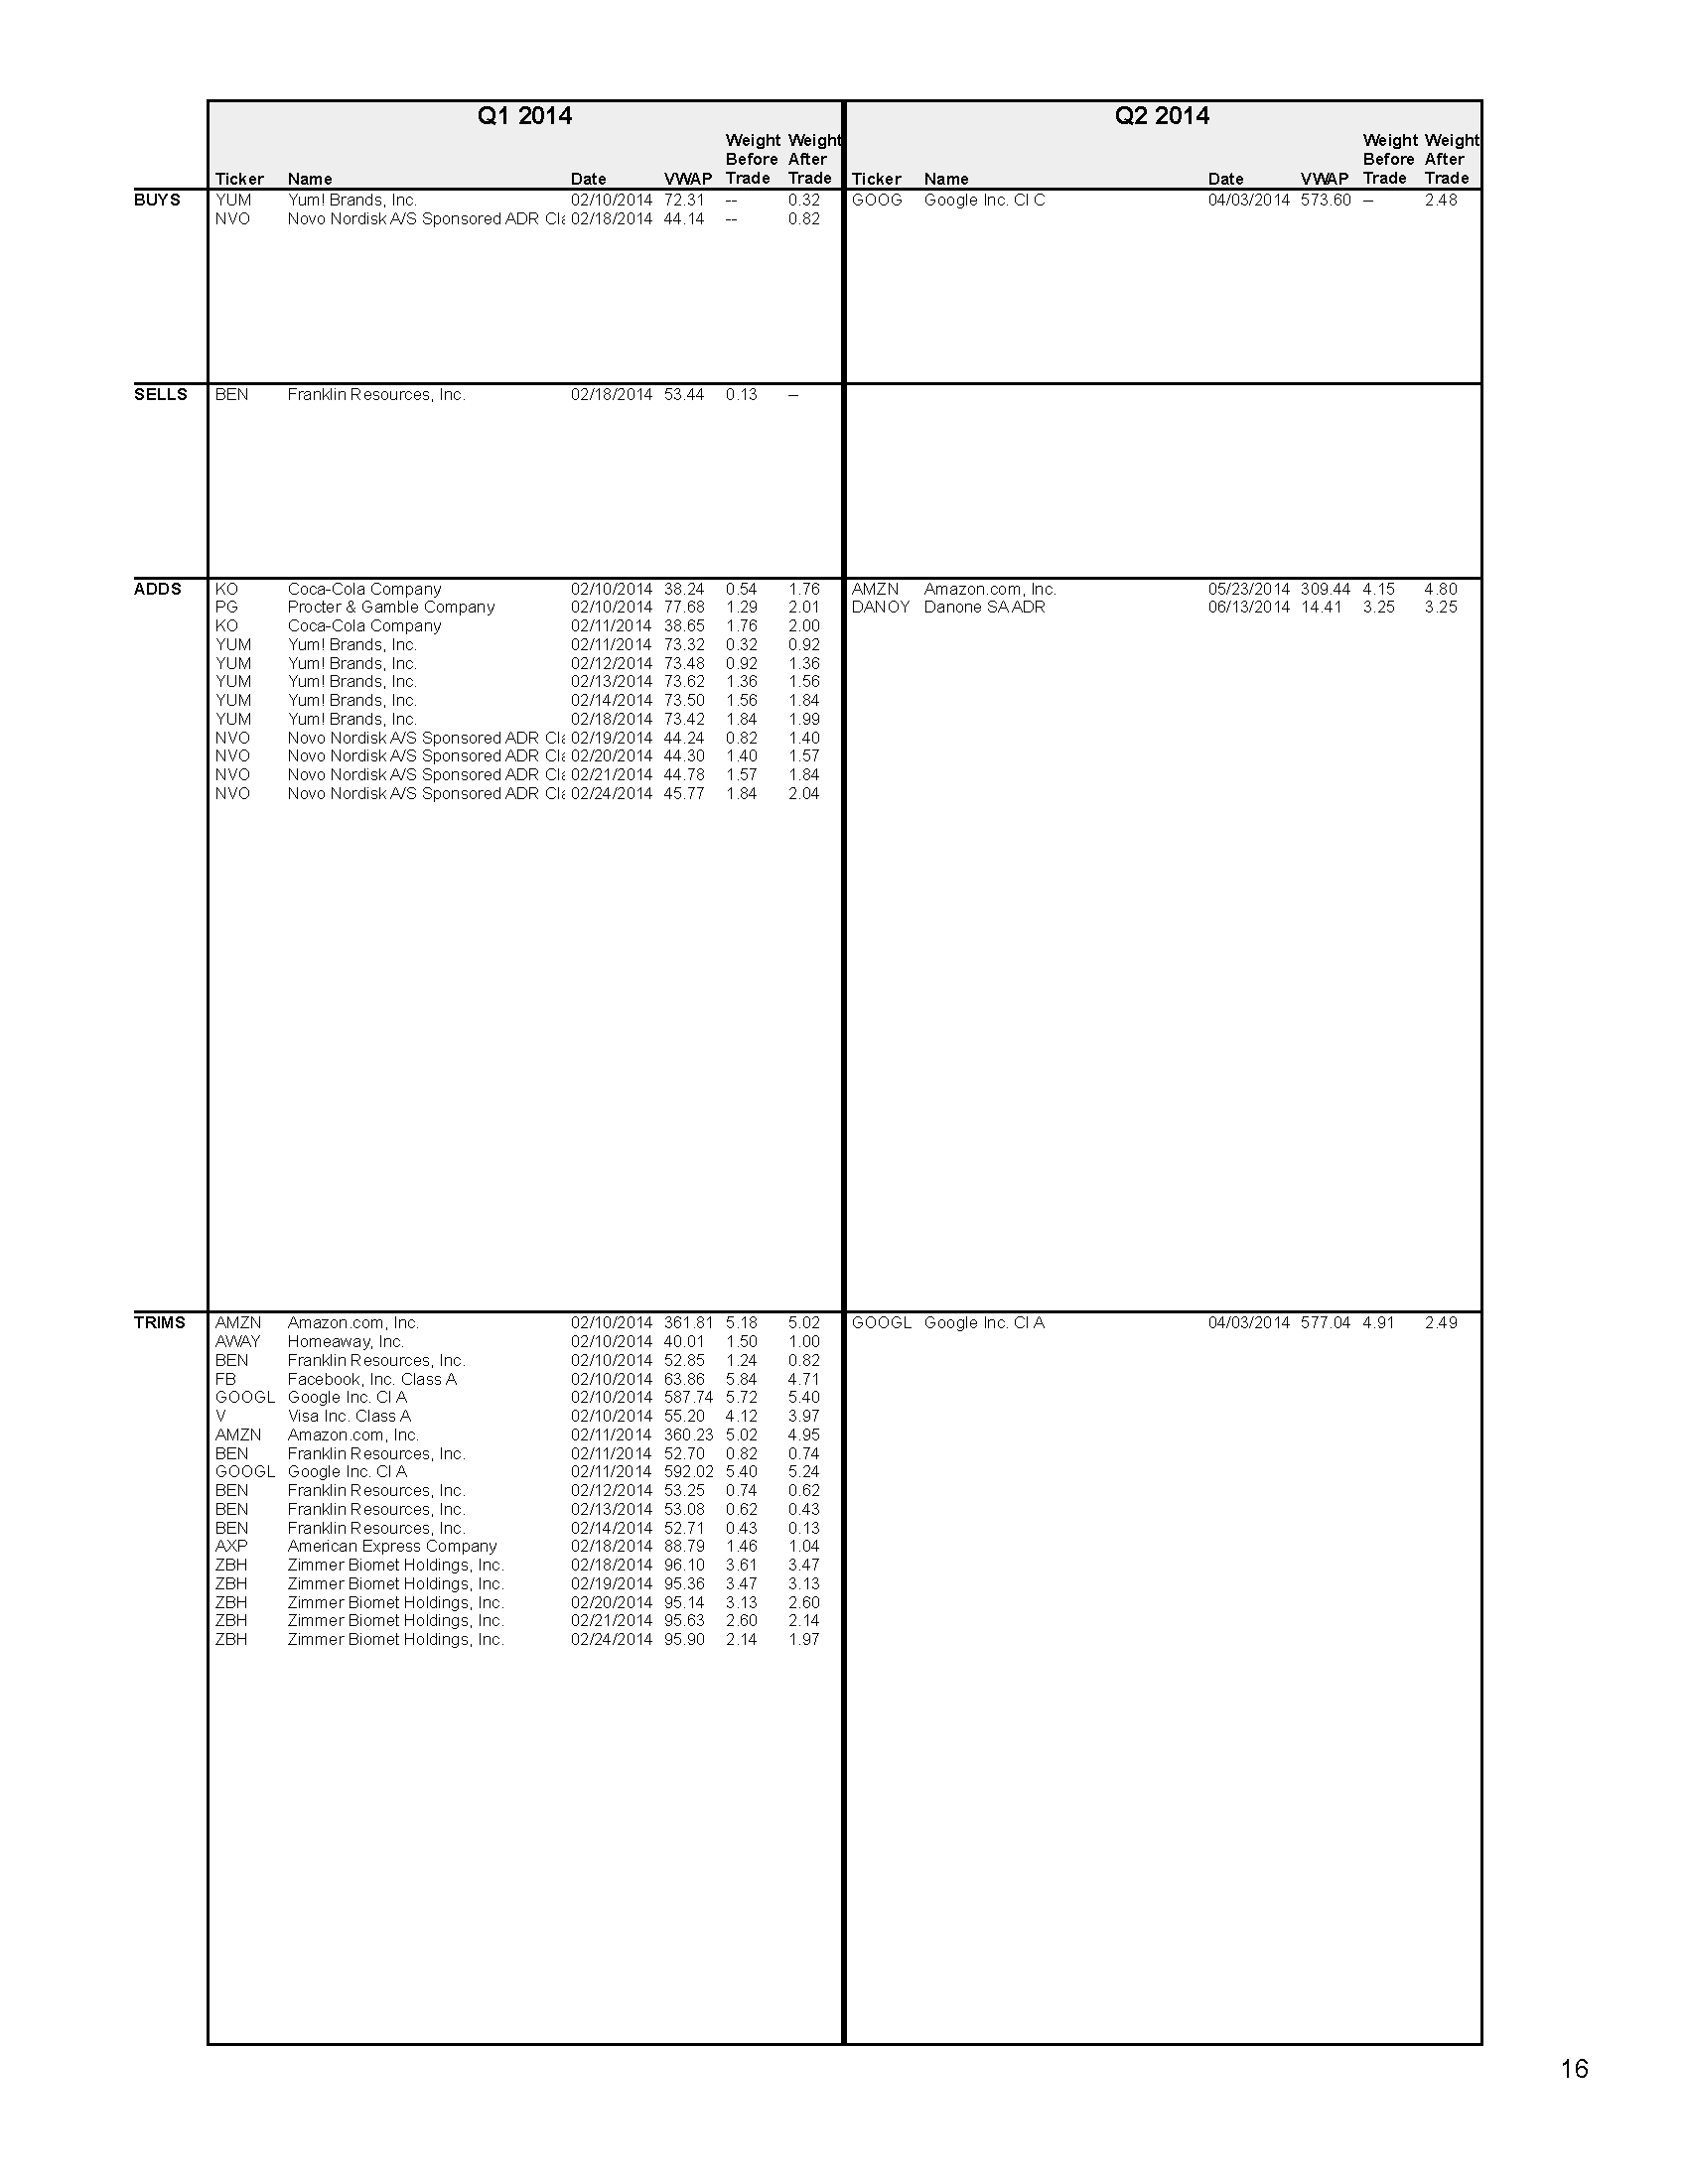 Q1 2014
Weight Weight
Before After
Ticker Name Date VWAP Trade Trade
BUYS YUM Yum! Brands, Inc. 02/10/2014 72.31 -- 0.32
NVO Novo Nordisk A/S Sponsored ADR Cla 02/18/2014 44.14 -- 0.82
SELLS BEN Franklin Resources, Inc. 02/18/2014 53.44 0.13 --
ADDS KO Coca-Cola Company 02/10/2014 38.24 0.54 1.76
PG Procter & Gamble Company 02/10/2014 77.68 1.29 2.01
KO Coca-Cola Company 02/11/2014 38.65 1.76 2.00
YUM Yum! Brands, Inc. 02/11/2014 73.32 0.32 0.92
YUM Yum! Brands, Inc. 02/12/2014 73.48 0.92 1.36
YUM Yum! Brands, Inc. 02/13/2014 73.62 1.36 1.56
YUM Yum! Brands, Inc. 02/14/2014 73.50 1.56 1.84
YUM Yum! Brands, Inc. 02/18/2014 73.42 1.84 1.99
NVO Novo Nordisk A/S Sponsored ADR Cla 02/19/2014 44.24 0.82 1.40
NVO Novo Nordisk A/S Sponsored ADR Cla 02/20/2014 44.30 1.40 1.57
NVO Novo Nordisk A/S Sponsored ADR Cla 02/21/2014 44.78 1.57 1.84
NVO Novo Nordisk A/S Sponsored ADR Cla 02/24/2014 45.77 1.84 2.04
TRIMS AMZN Amazon.com, Inc. 02/10/2014 361.81 5.18 5.02
AWAY Homeaway, Inc. 02/10/2014 40.01 1.50 1.00
BEN Franklin Resources, Inc. 02/10/2014 52.85 1.24 0.82
FB Facebook, Inc. Class A 02/10/2014 63.86 5.84 4.71
GOOGL Google Inc. Cl A 02/10/2014 587.74 5.72 5.40
V Visa Inc. Class A 02/10/2014 55.20 4.12 3.97
AMZN Amazon.com, Inc. 02/11/2014 360.23 5.02 4.95
BEN Franklin Resources, Inc. 02/11/2014 52.70 0.82 0.74
GOOGL Google Inc. Cl A 02/11/2014 592.02 5.40 5.24
BEN Franklin Resources, Inc. 02/12/2014 53.25 0.74 0.62
BEN Franklin Resources, Inc. 02/13/2014 53.08 0.62 0.43
BEN Franklin Resources, Inc. 02/14/2014 52.71 0.43 0.13
AXP American Express Company 02/18/2014 88.79 1.46 1.04
ZBH Zimmer Biomet Holdings, Inc. 02/18/2014 96.10 3.61 3.47
ZBH Zimmer Biomet Holdings, Inc. 02/19/2014 95.36 3.47 3.13
ZBH Zimmer Biomet Holdings, Inc. 02/20/2014 95.14 3.13 2.60
ZBH Zimmer Biomet Holdings, Inc. 02/21/2014 95.63 2.60 2.14
ZBH Zimmer Biomet Holdings, Inc. 02/24/2014 95.90 2.14 1.97
Q2 2014
Weight Weight
Before After
Ticker Name Date VWAP Trade Trade
GOOG Google Inc. Cl C 04/03/2014 573.60 -- 2.48
AMZN Amazon.com, Inc. 05/23/2014 309.44 4.15 4.80
DANOY Danone SA ADR 06/13/2014 14.41 3.25 3.25
GOOGL Google Inc. Cl A 04/03/2014 577.04 4.91 2.49
16